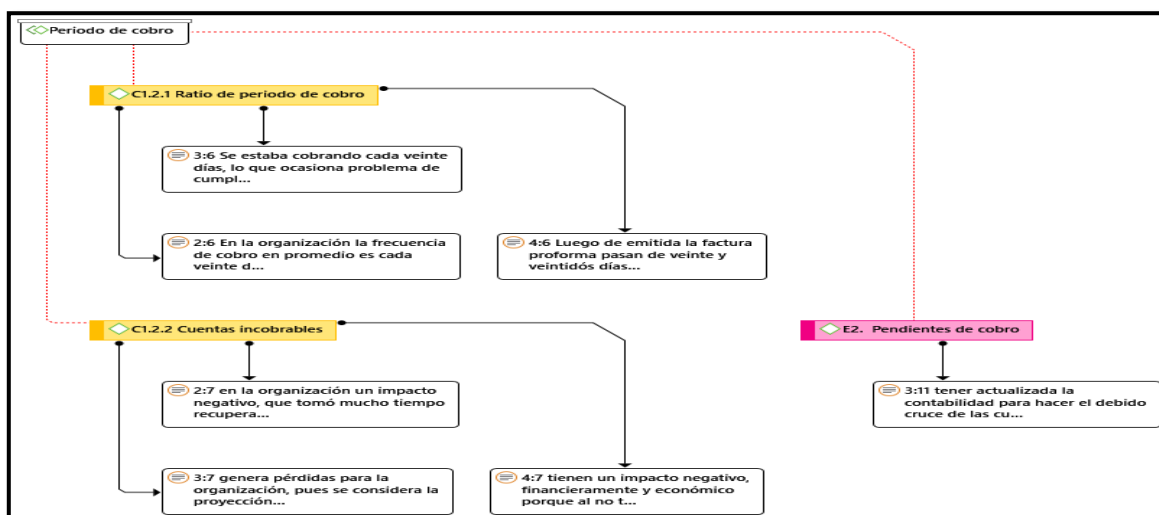 Periodo de cobro
C1.2.1 Ratio de periodo de cobro
3:6 Se estaba cobrando cada veinte
días, lo que ocasiona problema de
cumpl...
2:6 En la organización la frecuencia
de cobro en promedio es cada
veinte d...
4:6 Luego de emitida la factura
proforma pasan de veinte y
veintidós días...
C1.2.2 Cuentas incobrables
E2. Pendientes de cobro
2:7 en la organización un impacto
negativo, que tomó mucho tiempo
recupera...
3:11 tener actualizada la
contabilidad para hacer el debido
cruce de las cu...
3:7 genera pérdidas para la
organización, pues se considera la
proyección...
4:7 tienen un impacto negativo,
financieramente y económico
porque al no t...